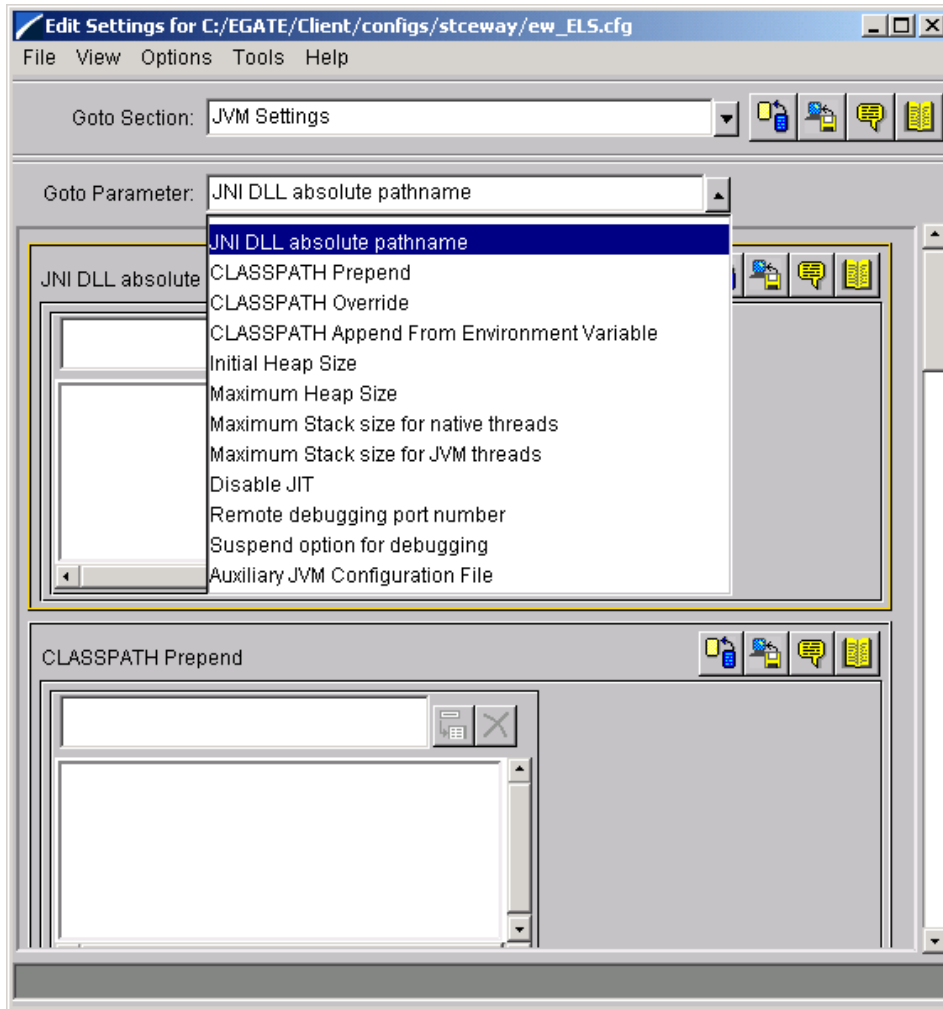 Edit Settings for C:/EGATE/Client/configs/stceway/ew_ELS.cfg
File View Options Tools Help
Goto Section: JVM Settings
Goto Parameter: JNI DLL absolute pathname
JNI DLL absolute pathname
JNI DLL absolute
CLASSPATH Prepend
CLASSPATH Override
CLASSPATH Append From Environment Variable
Initial Heap Size
Maximum Heap Size
Maximum Stack size for native threads
Maximum Stack size for JVM threads
Disable JIT
Remote debugging port number
Suspend option for debugging
Auxiliary JVM Configuration File
CLASSPATH Prepend